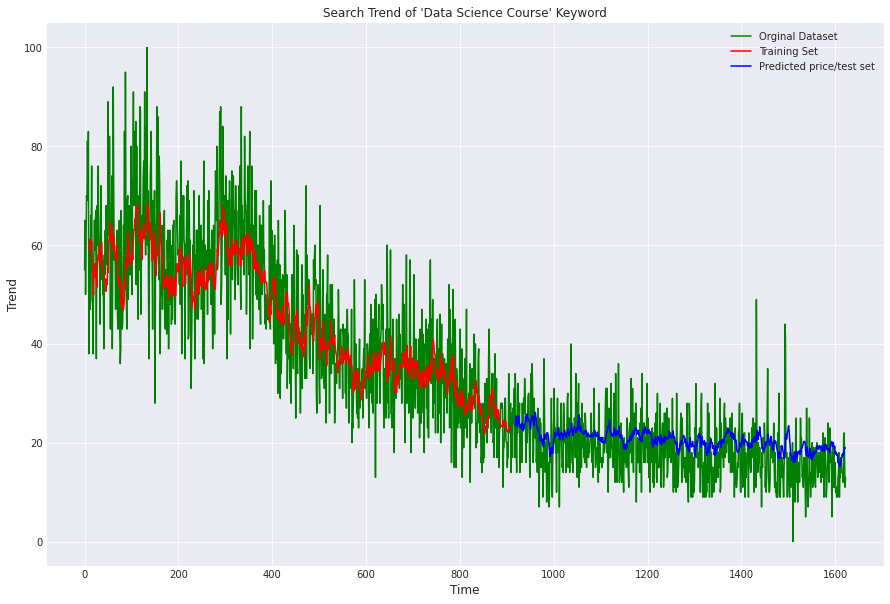 Search Trend of 'Data Science Course' Keyword
Orginal Dataset
Training Set
Predicted price/test set
Trend
100
80
60
40
20
0
0 200 400 600 800 1000 1200 1400 1600
Time